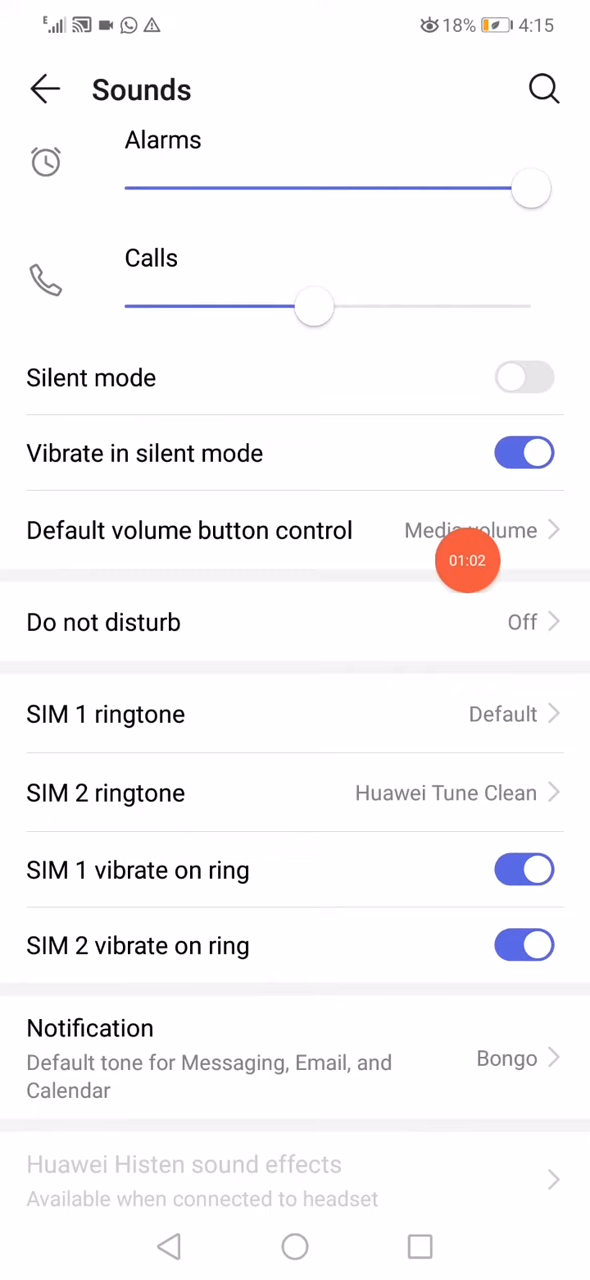 E 18% 4:15
Sounds
Alarms
Calls
Silent mode
Vibrate in silent mode
Default volume button control Media volume
01:02
Do not disturb Off
SIM 1 ringtone Default
SIM 2 ringtone Huawei Tune Clean
SIM 1 vibrate on ring
SIM 2 vibrate on ring
Notification
Default tone for Messaging, Email, and Bongo
Calendar
Huawei Histen sound effects
Available when connected to headset